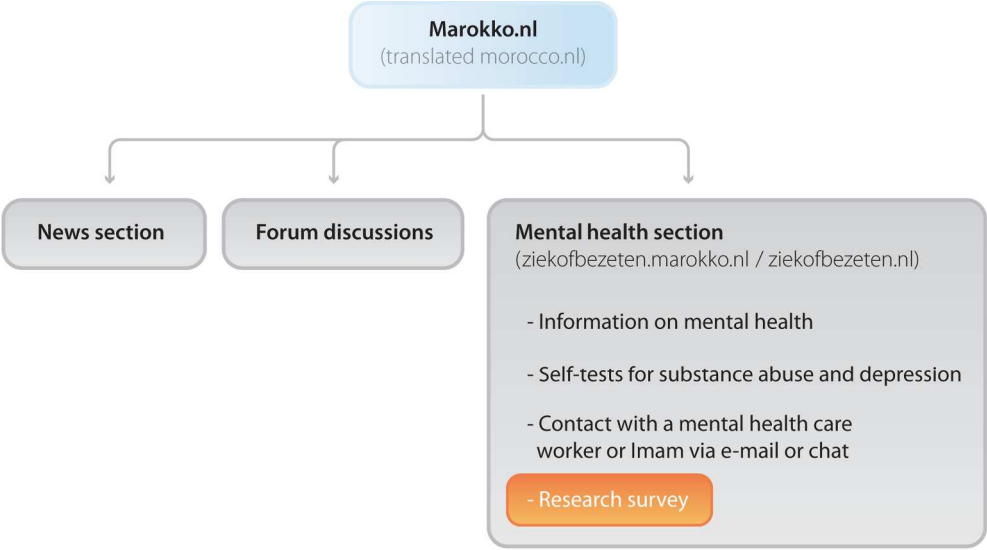 Marokko.nl
(translated morocco.nl)
News section
Forum discussions
Mental health section
(ziekofbezeten.marokko.nl / ziekofbezeten.nl)
- Information on mental health
- Self-tests for substance abuse and depression
- Contact with a mental health care
worker or Imam via e-mail or chat
- Research survey